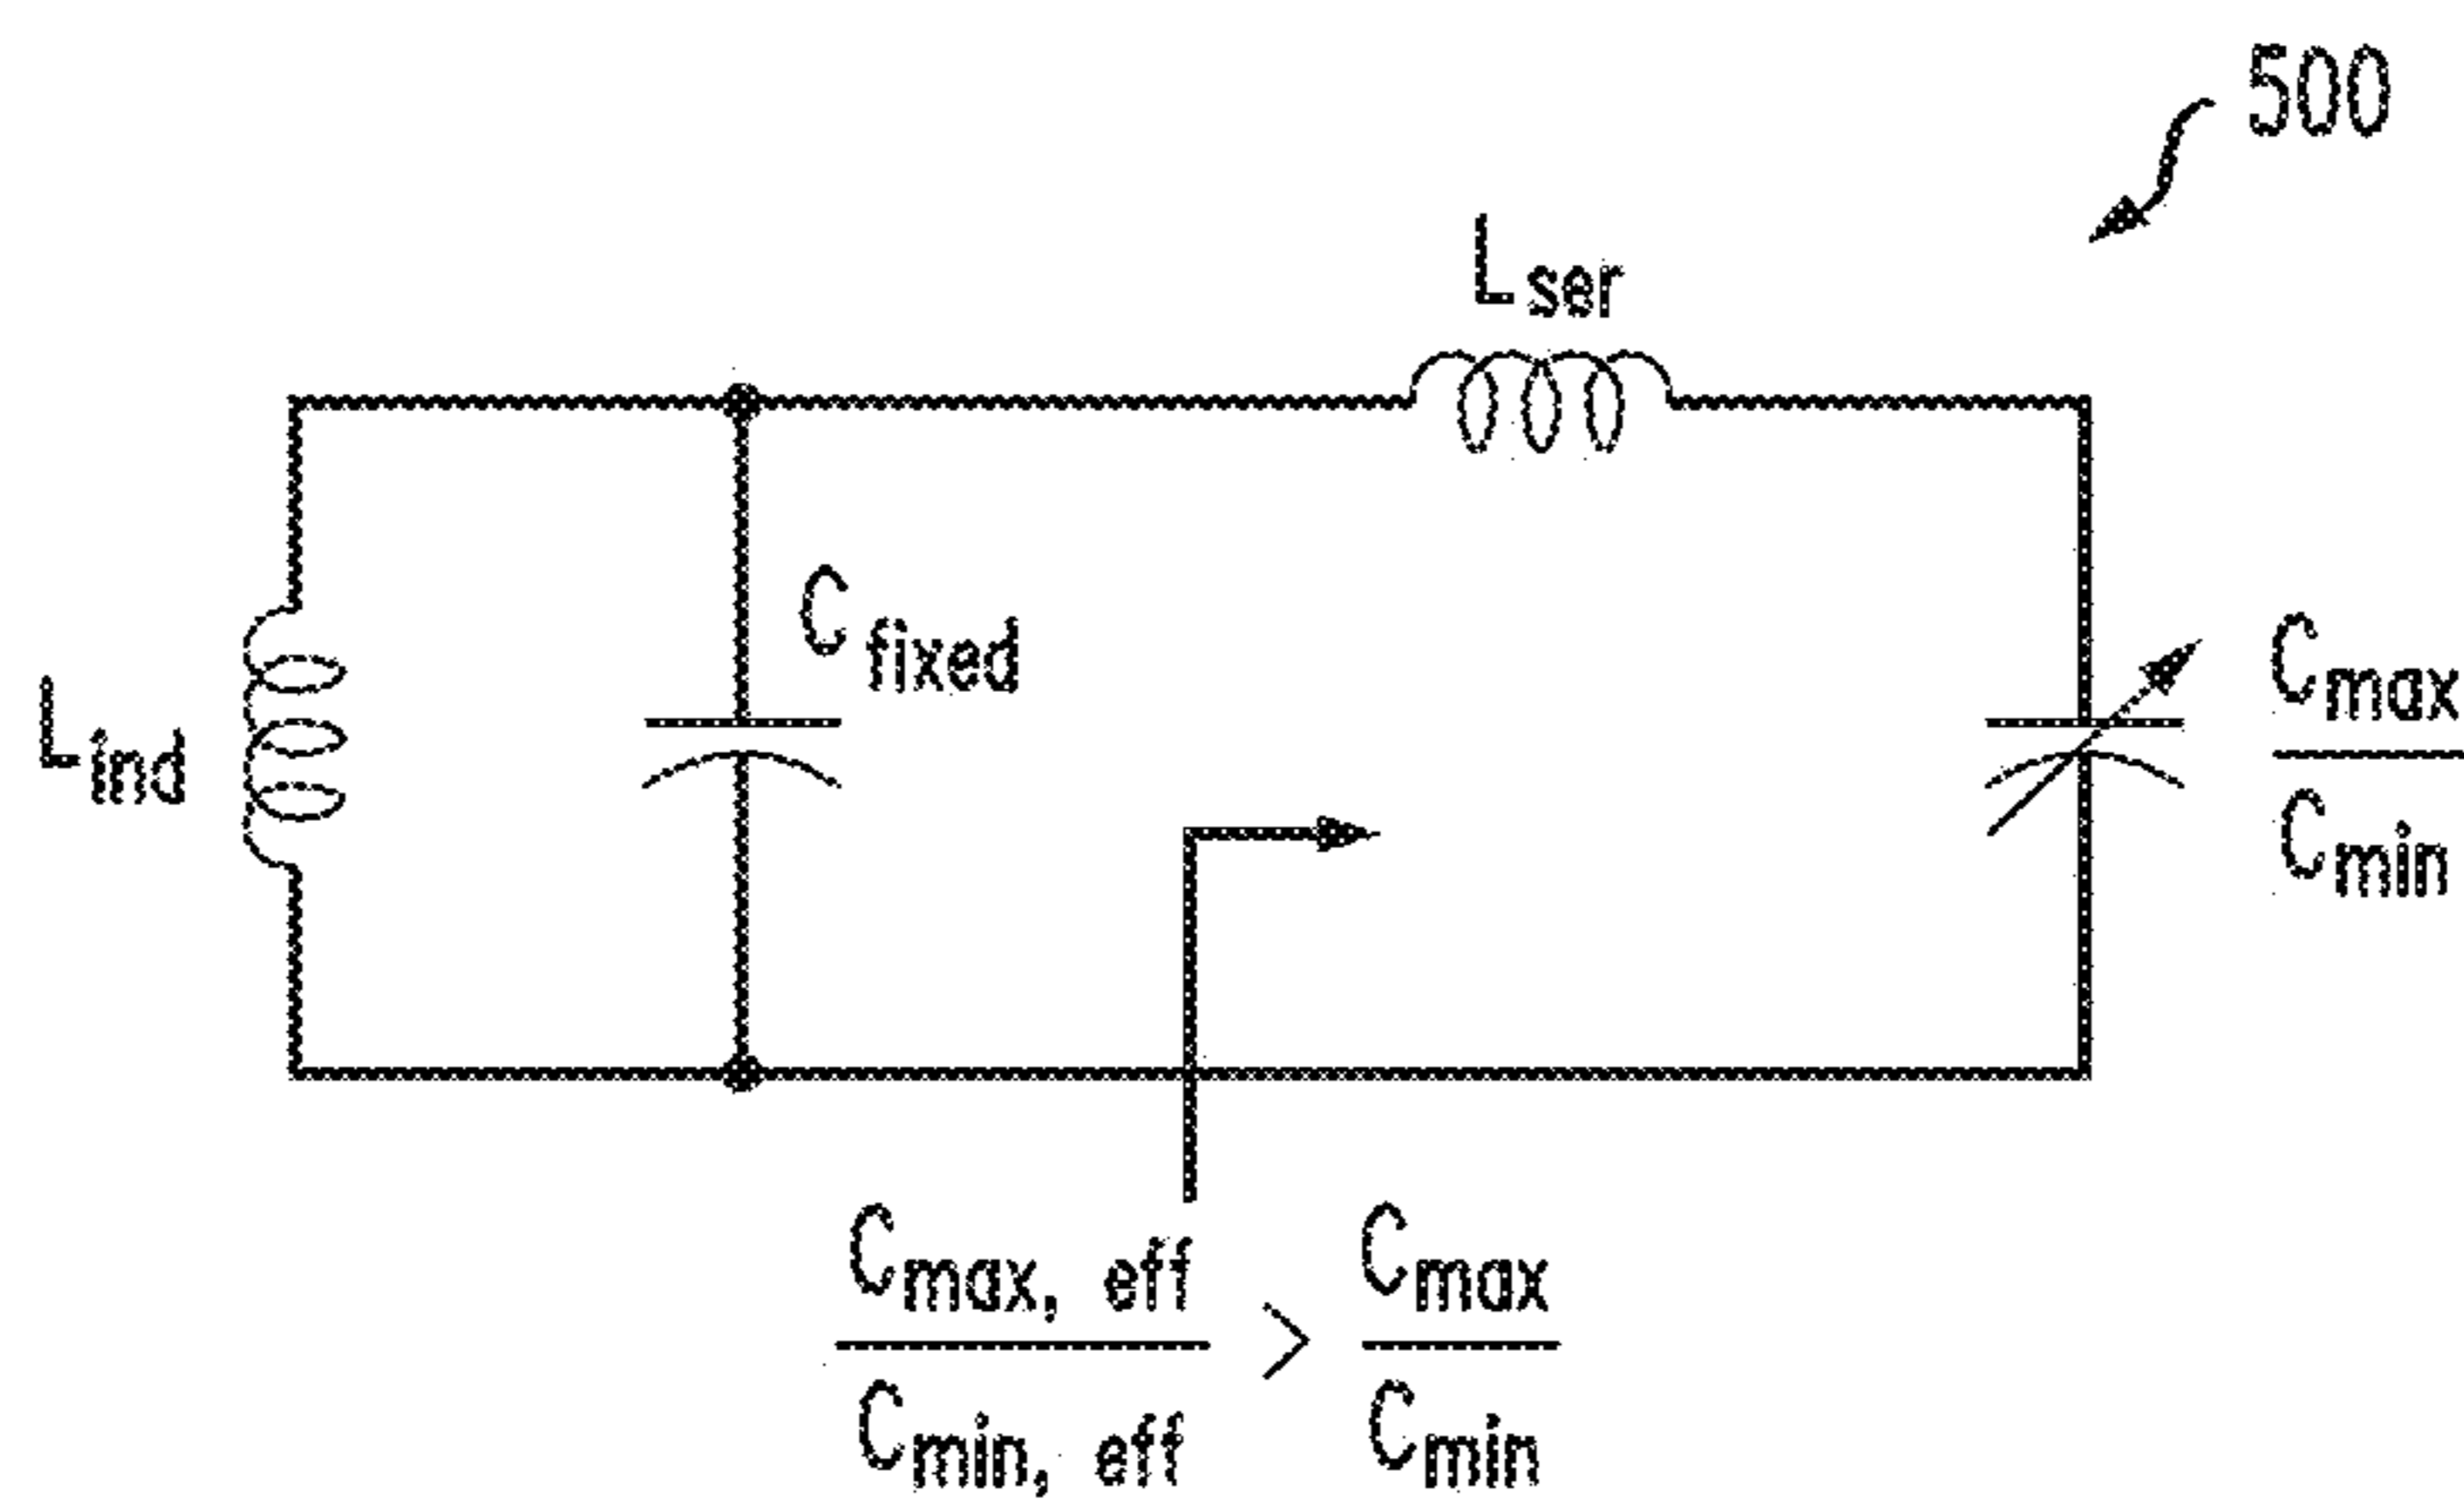 500
Lser
Cfixed
Lind
Cmax
Cmin
Cmax, eff
Cmin, eff
>
Cmax
Cmin